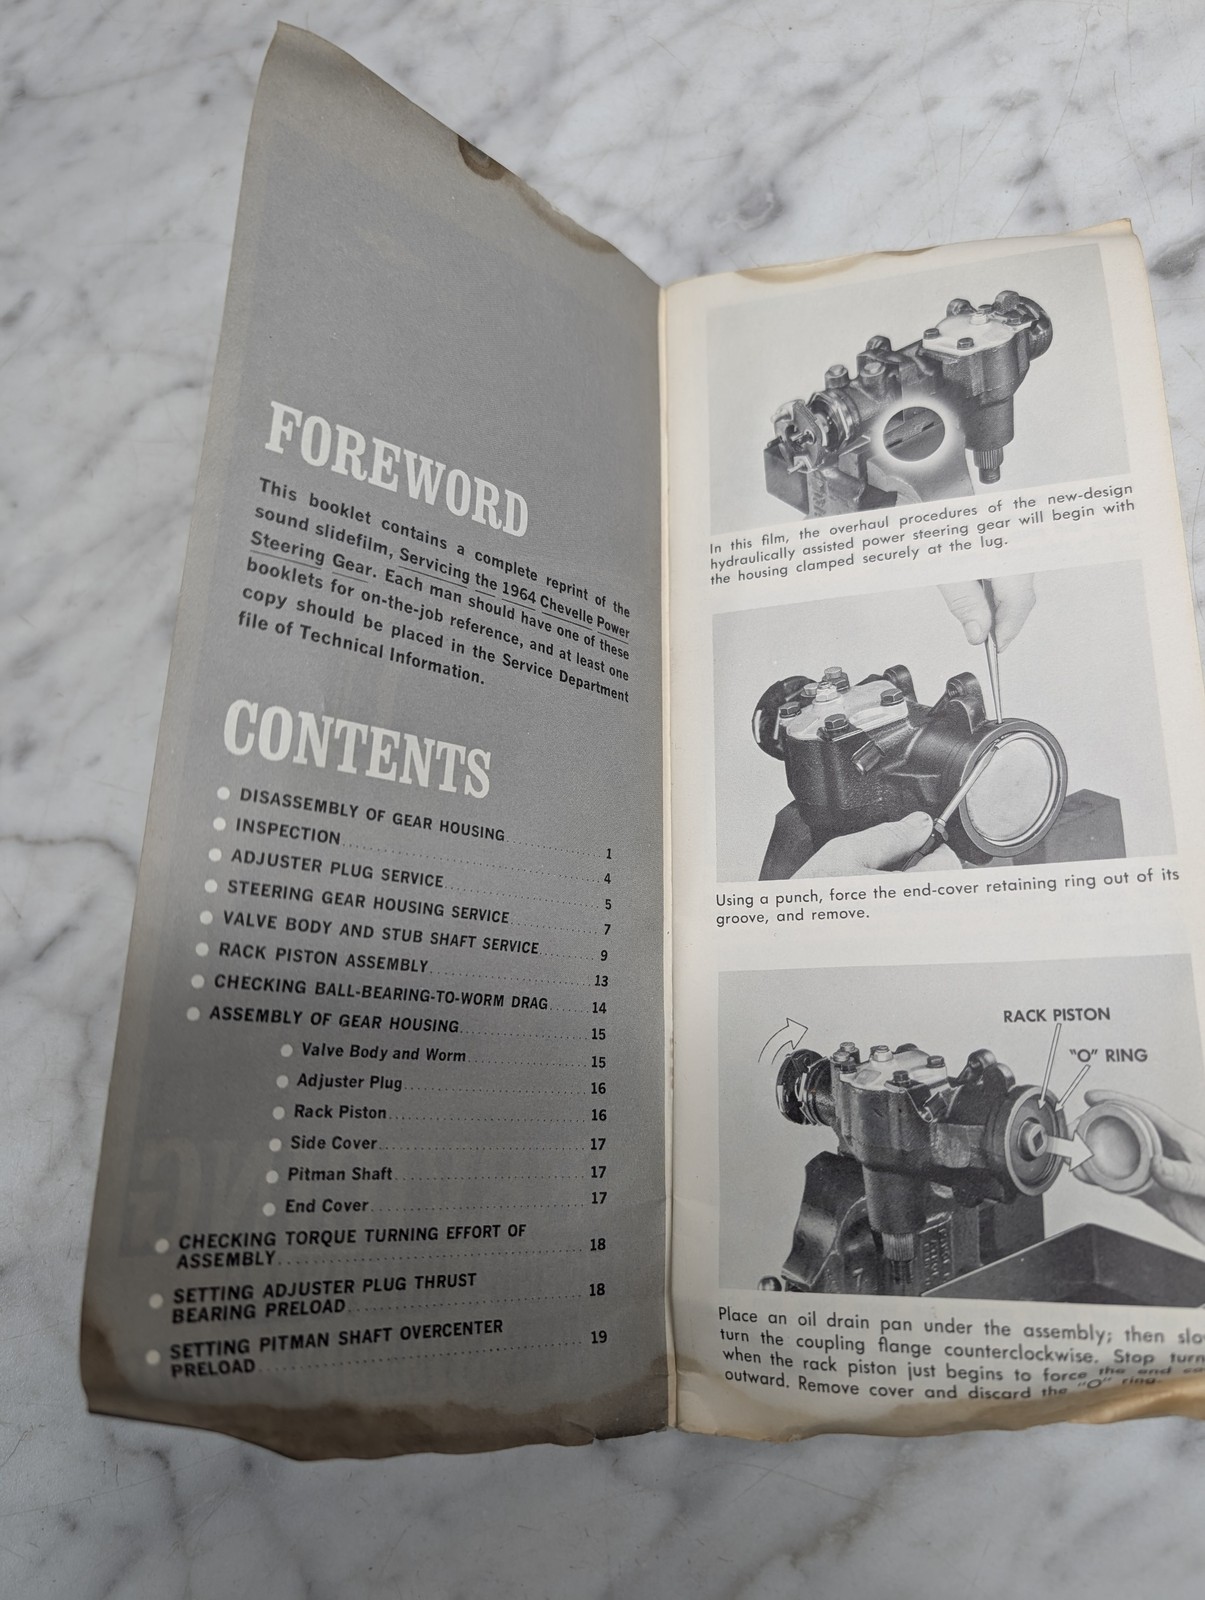 FOREWORD
This booklet contains a complete reprint of the
sound slidefilm, Servicing the 1964 Chevelle Power
Steering Gear. Each man should have one of these
booklets for on-the-job reference, and at least one
copy should be placed in the Service Department
file of Technical Information.
CONTENTS
DISASSEMBLY OF GEAR HOUSING 1
INSPECTION 4
ADJUSTER PLUG SERVICE 5
STEERING GEAR HOUSING SERVICE 7
VALVE BODY AND STUB SHAFT SERVICE 9
RACK PISTON ASSEMBLY 13
CHECKING BALL-BEARING-TO-WORM DRAG 14
ASSEMBLY OF GEAR HOUSING 15
Valve Body and Worm 15
Adjuster Plug 16
Rack Piston 16
Side Cover 17
Pitman Shaft 17
End Cover 17
CHECKING TORQUE TURNING EFFORT OF
ASSEMBLY 18
SETTING ADJUSTER PLUG THRUST
BEARING PRELOAD 18
SETTING PITMAN SHAFT OVERCENTER
PRELOAD 19
In this film, the overhaul procedures of the new-design
hydraulically assisted power steering gear will begin with
the housing clamped securely at the lug.
Using a punch, force the end-cover retaining ring out of its
groove, and remove.
RACK PISTON
"O" RING
Place an oil drain pan under the assembly; then slo
turn the coupling flange counterclockwise. Stop turn
when the rack piston just begins to force the end co
outward. Remove cover and discard the "O" ring.